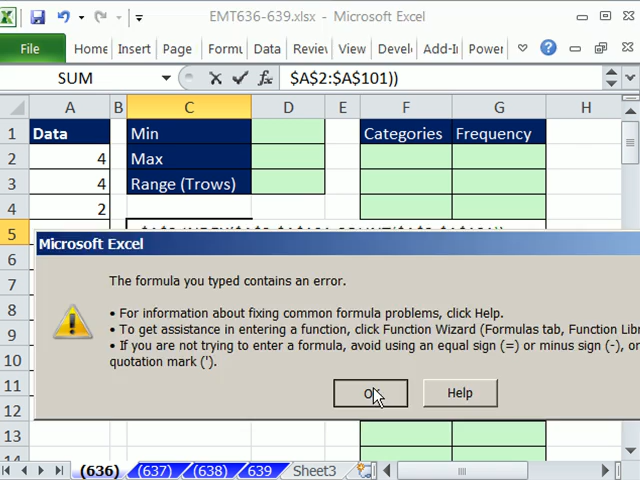 EMT636-639.xlsx - Microsoft Excel
File Home Insert Page Formu Data Review View Devel Add-In Power
SUM fx $A$2:$A$101))
A B C D E F G H
1 Data Min Categories Frequency
2 4 Max
3 4 Range (Trows)
4 2
5
Microsoft Excel
6
The formula you typed contains an error.
7
• For information about fixing common formula problems, click Help.
8
• To get assistance in entering a function, click Function Wizard (Formulas tab, Function Libr
9
• If you are not trying to enter a formula, avoid using an equal sign (=) or minus sign (-), or
10 quotation mark (').
11 OK Help
12
13
14
(636) (637) (638) 639 Sheet3